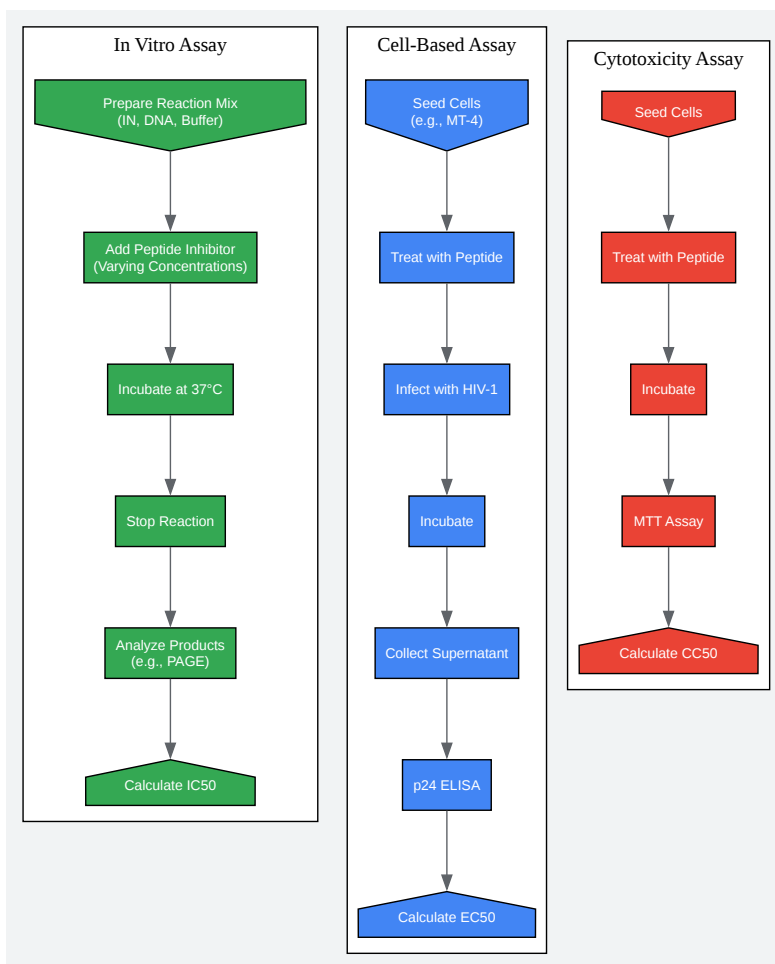 In Vitro Assay
Prepare Reaction Mix
(IN, DNA, Buffer)
Add Peptide Inhibitor
(Varying Concentrations)
Incubate at 37°C
Stop Reaction
Analyze Products
(e.g., PAGE)
Calculate IC50
Cell-Based Assay
Seed Cells
(e.g., MT-4)
Treat with Peptide
Infect with HIV-1
Incubate
Collect Supernatant
p24 ELISA
Calculate EC50
Cytotoxicity Assay
Seed Cells
Treat with Peptide
Incubate
MTT Assay
Calculate CC50